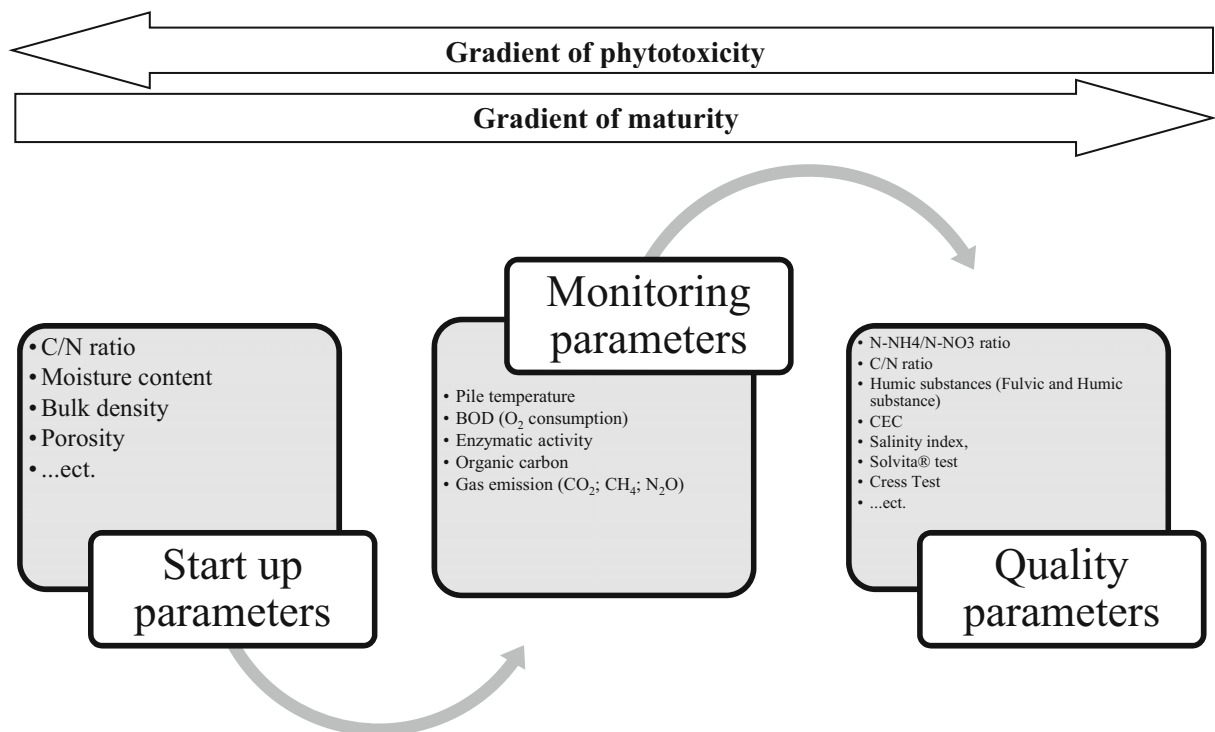 Gradient of phytotoxicity
Gradient of maturity
• C/N ratio
• Moisture content
• Bulk density
• Porosity
• ...ect.
Start up
parameters
Monitoring
parameters
• Pile temperature
• BOD (O₂ consumption)
• Enzymatic activity
• Organic carbon
• Gas emission (CO₂; CH₄; N₂O)
• N-NH4/N-NO3 ratio
• C/N ratio
• Humic substances (Fulvic and Humic
substance)
• CEC
• Salinity index,
• Solvita® test
• Cress Test
• ...ect.
Quality
parameters